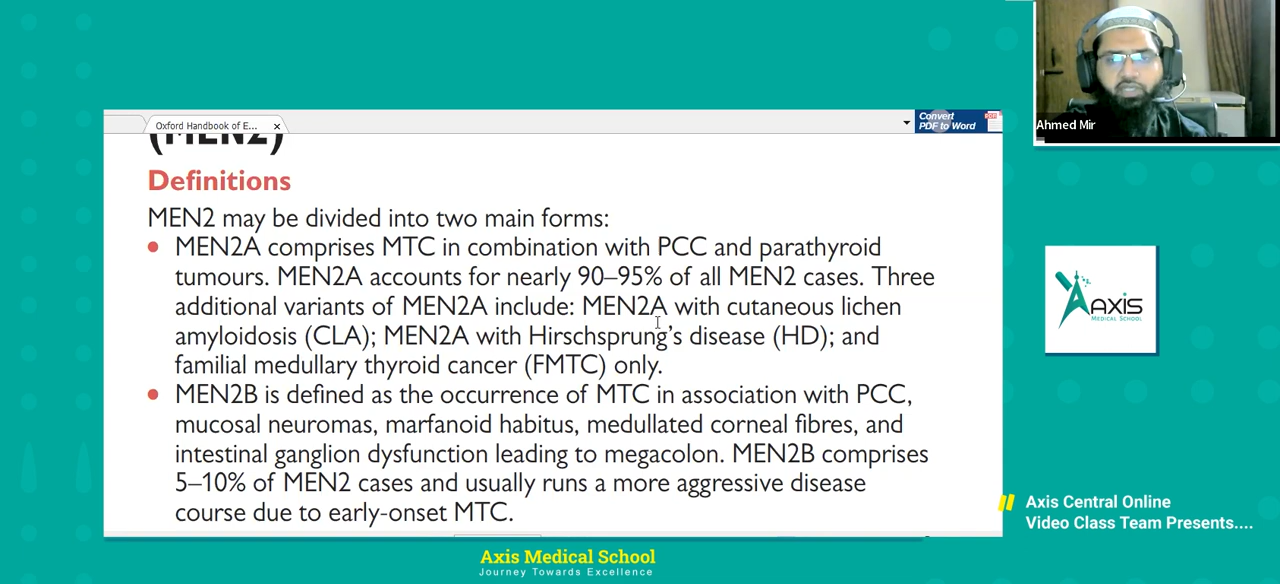 Oxford Handbook of E... ×
Convert
PDF to Word
PDF
Ahmed Mir
(MEN2)
Definitions
MEN2 may be divided into two main forms:
• MEN2A comprises MTC in combination with PCC and parathyroid
tumours. MEN2A accounts for nearly 90–95% of all MEN2 cases. Three
additional variants of MEN2A include: MEN2A with cutaneous lichen
amyloidosis (CLA); MEN2A with Hirschsprung’s disease (HD); and
familial medullary thyroid cancer (FMTC) only.
• MEN2B is defined as the occurrence of MTC in association with PCC,
mucosal neuromas, marfanoid habitus, medullated corneal fibres, and
intestinal ganglion dysfunction leading to megacolon. MEN2B comprises
5–10% of MEN2 cases and usually runs a more aggressive disease
course due to early-onset MTC.
AXIS
MEDICAL SCHOOL
Axis Central Online
Video Class Team Presents....
Axis Medical School
Journey Towards Excellence